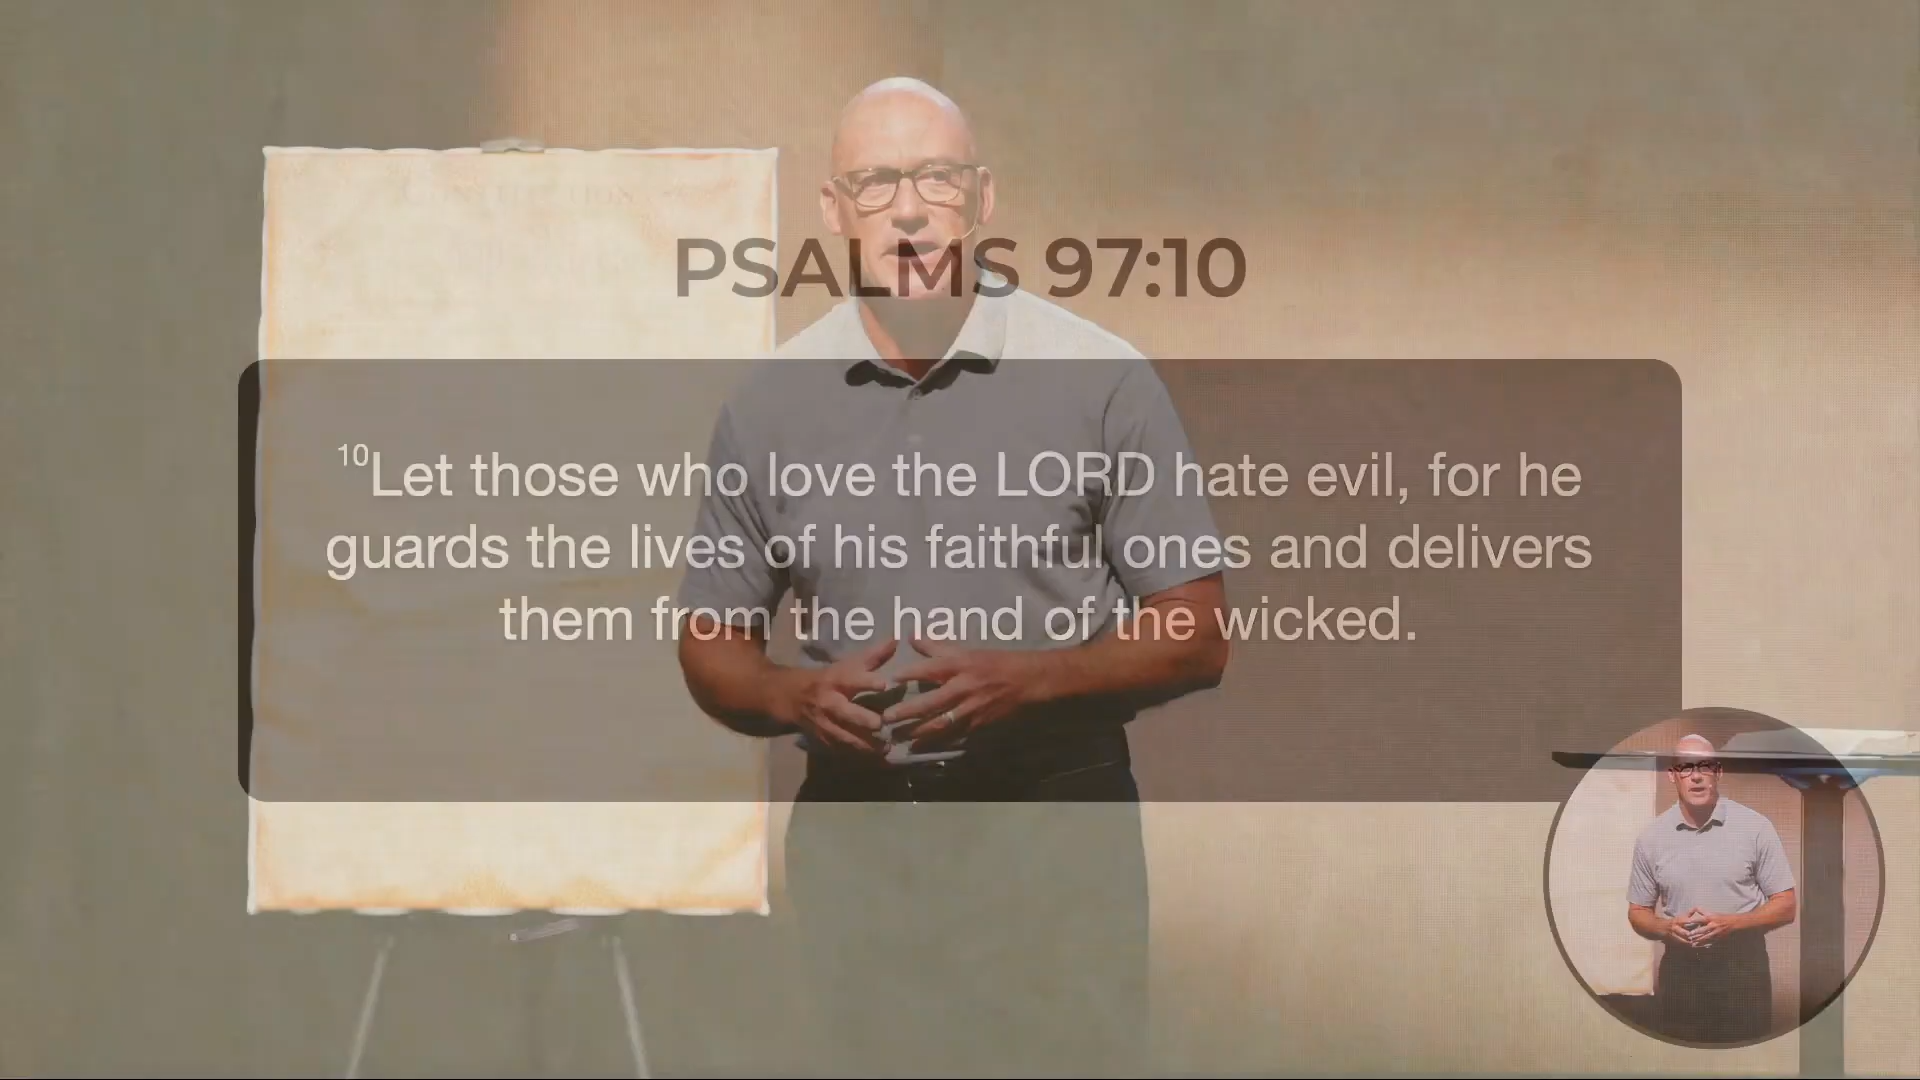 PSALMS 97:10
10Let those who love the LORD hate evil, for he
guards the lives of his faithful ones and delivers
them from the hand of the wicked.